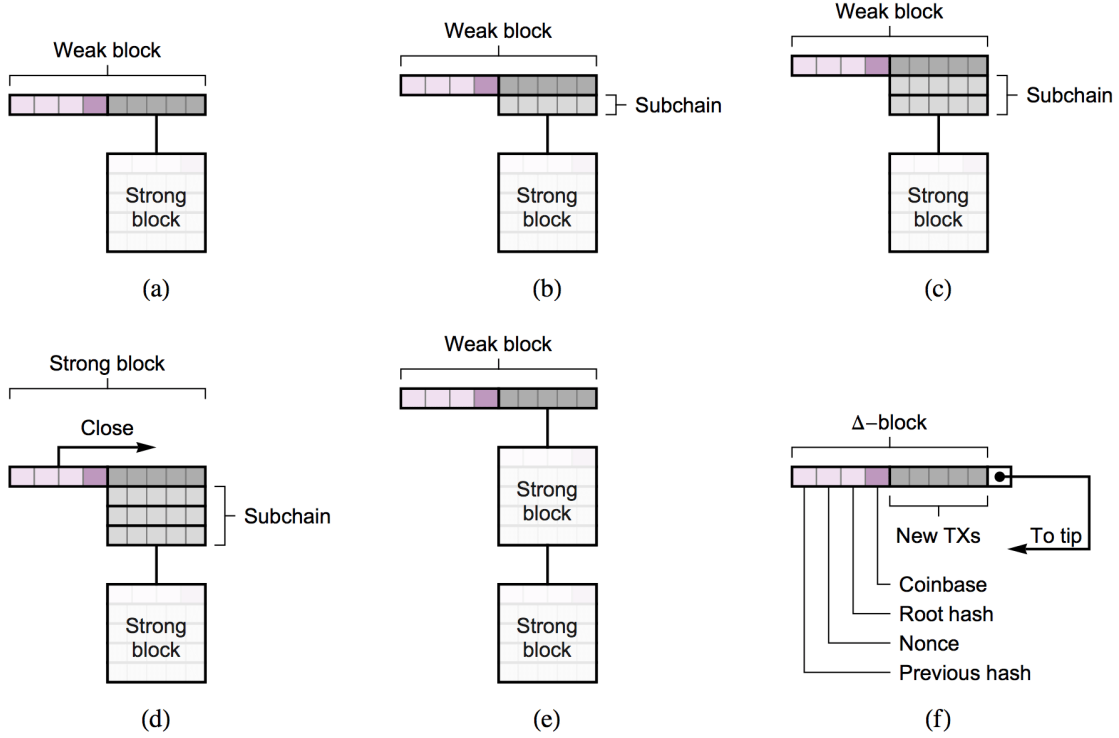 Weak block
Strong
block
(a)
Weak block
Subchain
Strong
block
(b)
Weak block
Subchain
Strong
block
(c)
Strong block
Close
Subchain
Strong
block
(d)
Weak block
Strong
block
Strong
block
(e)
Δ–block
New TXs
To tip
Coinbase
Root hash
Nonce
Previous hash
(f)